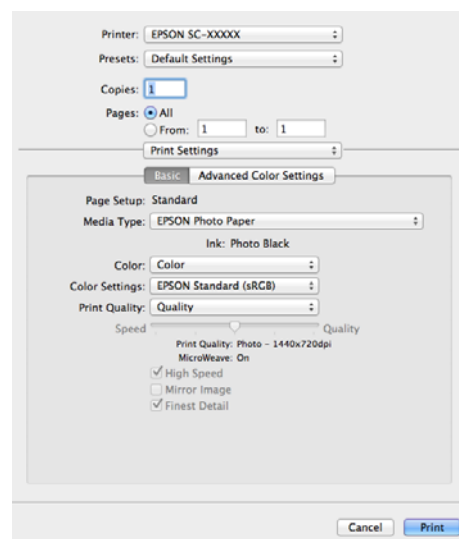 Printer: EPSON SC-XXXXX
Presets: Default Settings
Copies: 1
Pages: All
From: 1 to: 1
Print Settings
Basic Advanced Color Settings
Page Setup: Standard
Media Type: EPSON Photo Paper
Ink: Photo Black
Color: Color
Color Settings: EPSON Standard (sRGB)
Print Quality: Quality
Speed Quality
Print Quality: Photo - 1440x720dpi
MicroWeave: On
High Speed
Mirror Image
Finest Detail
Cancel Print